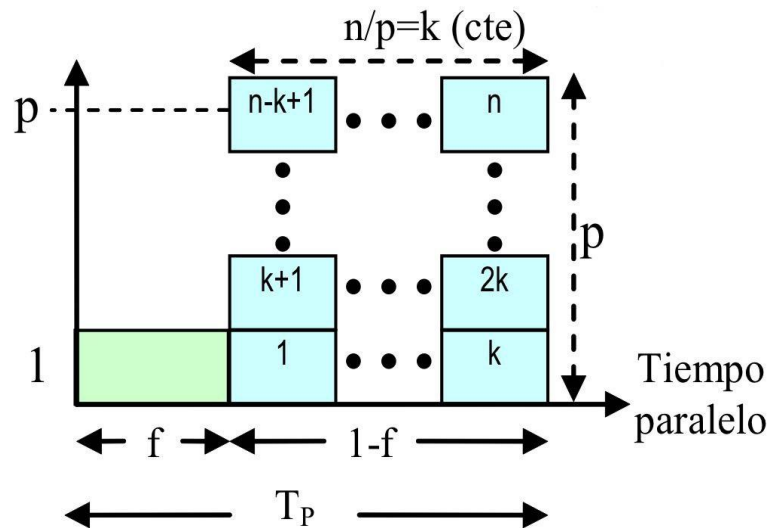 n/p=k (cte)
p
n-k+1
n
k+1
2k
p
1
1
k
Tiempo
paralelo
f
1-f
T_P